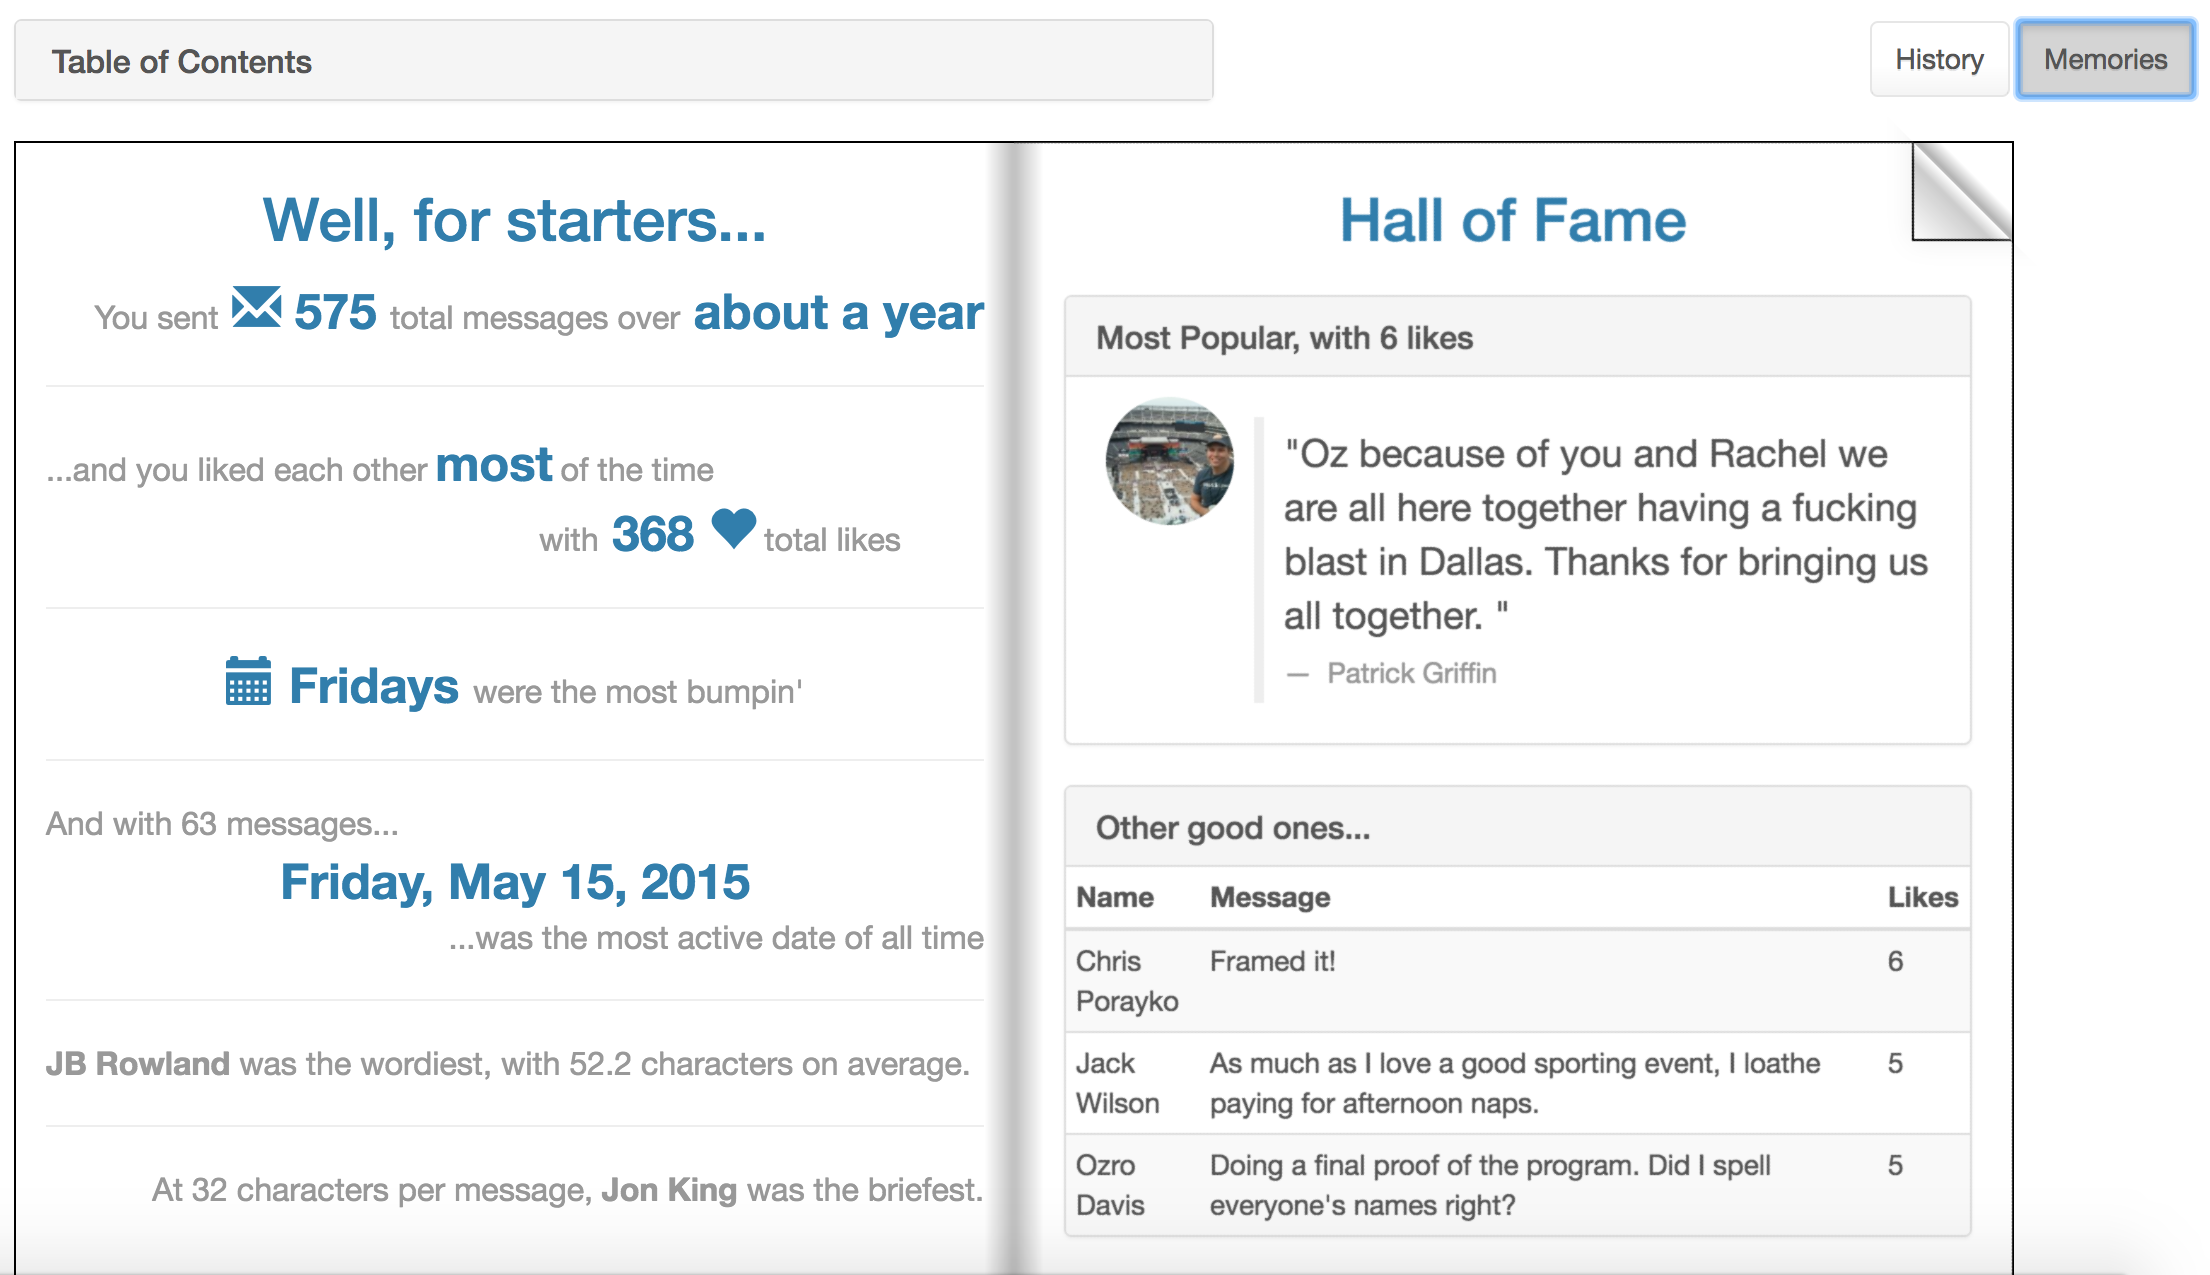 Table of Contents
History
Memories
Well, for starters...
You sent 575 total messages over about a year
...and you liked each other most of the time
with 368 total likes
Fridays were the most bumpin'
And with 63 messages...
Friday, May 15, 2015
...was the most active date of all time
JB Rowland was the wordiest, with 52.2 characters on average.
At 32 characters per message, Jon King was the briefest.
Hall of Fame
Most Popular, with 6 likes
"Oz because of you and Rachel we
are all here together having a fucking
blast in Dallas. Thanks for bringing us
all together. "
— Patrick Griffin
Other good ones...
Name Message Likes
Chris Porayko Framed it! 6
Jack Wilson As much as I love a good sporting event, I loathe
paying for afternoon naps. 5
Ozro Davis Doing a final proof of the program. Did I spell
everyone's names right? 5